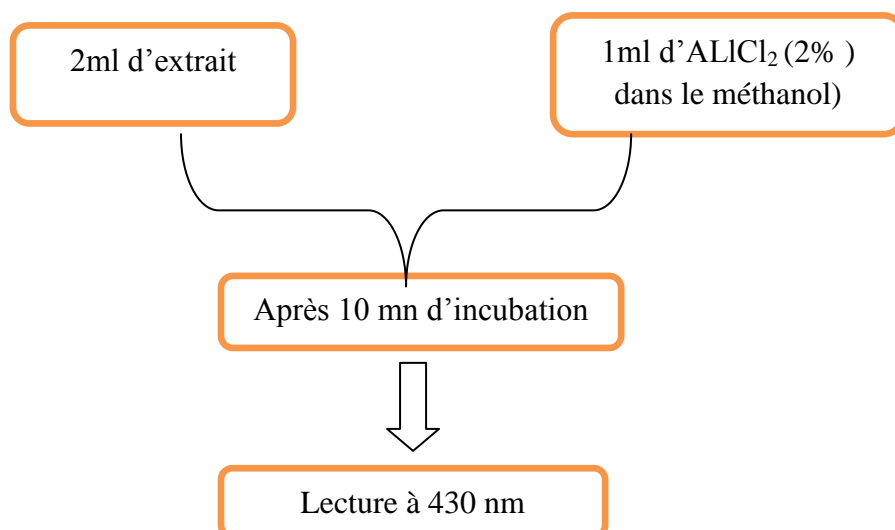 2ml d’extrait
1ml d’ALlCl₂ (2% )
dans le méthanol)
Après 10 mn d’incubation
Lecture à 430 nm